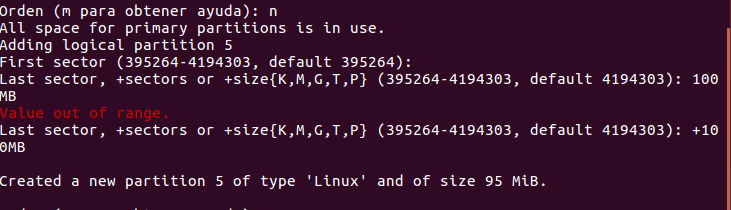 Orden (m para obtener ayuda): n
All space for primary partitions is in use.
Adding logical partition 5
First sector (395264-4194303, default 395264):
Last sector, +sectors or +size{K,M,G,T,P} (395264-4194303, default 4194303): 100
MB
Value out of range.
Last sector, +sectors or +size{K,M,G,T,P} (395264-4194303, default 4194303): +10
0MB
Created a new partition 5 of type 'Linux' and of size 95 MiB.